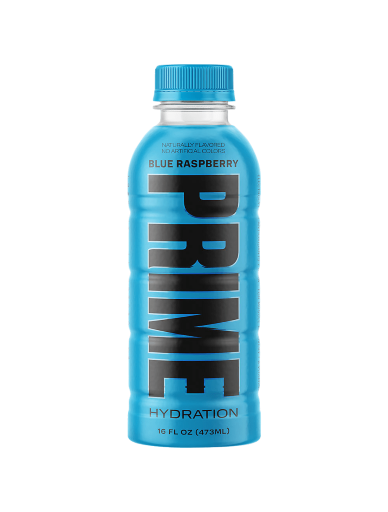 NATURALLY FLAVORED
NO ARTIFICIAL COLORS
BLUE RASPBERRY
PRIME
HYDRATION
16 FL OZ (473ML)